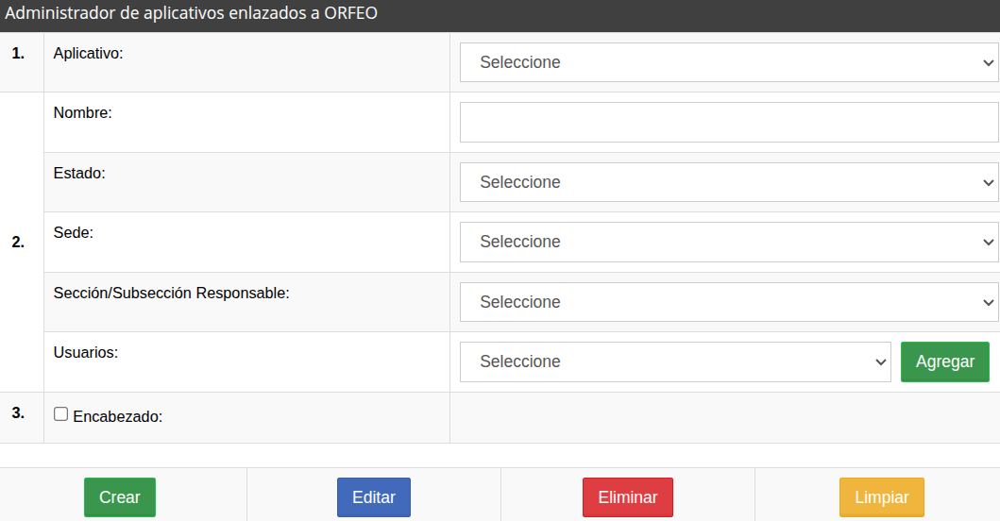 Administrador de aplicativos enlazados a ORFEO
1. Aplicativo: Seleccione
Nombre:
Estado: Seleccione
Sede: Seleccione
2.
Sección/Subsección Responsable: Seleccione
Usuarios: Seleccione Agregar
3. Encabezado:
Crear Editar Eliminar Limpiar